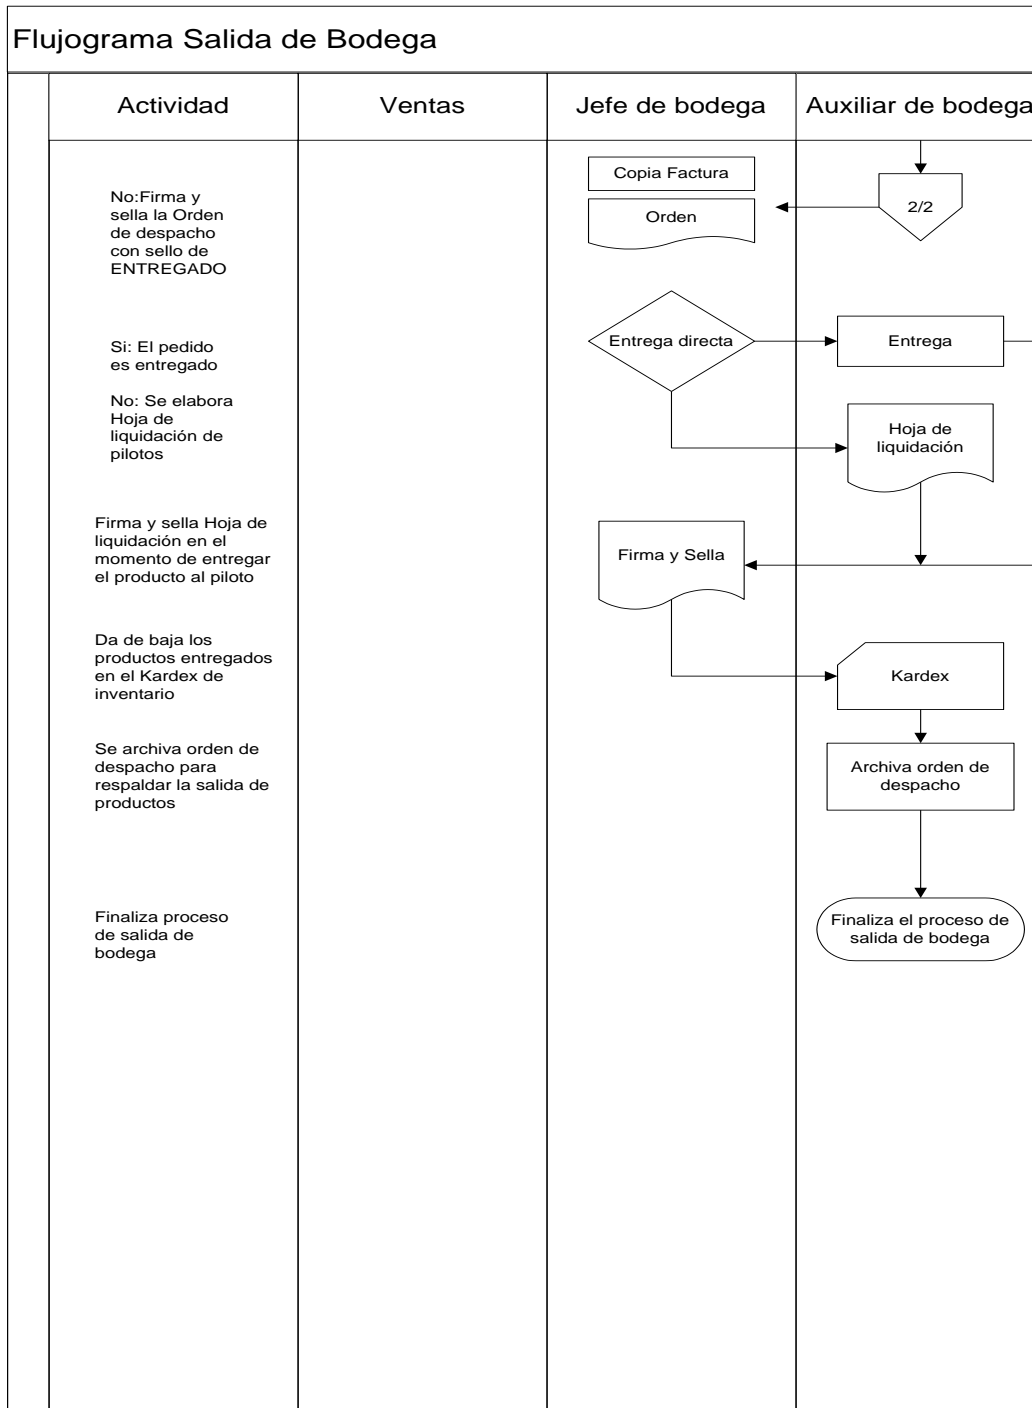 Flujograma Salida de Bodega
Actividad
Ventas
Jefe de bodega
Auxiliar de bodega
No:Firma y
sella la Orden
de despacho
con sello de
ENTREGADO
Copia Factura
Orden
2/2
Si: El pedido
es entregado
Entrega directa
Entrega
No: Se elabora
Hoja de
liquidación de
pilotos
Hoja de
liquidación
Firma y sella Hoja de
liquidación en el
momento de entregar
el producto al piloto
Firma y Sella
Da de baja los
productos entregados
en el Kardex de
inventario
Kardex
Se archiva orden de
despacho para
respaldar la salida de
productos
Archiva orden de
despacho
Finaliza proceso
de salida de
bodega
Finaliza el proceso de
salida de bodega